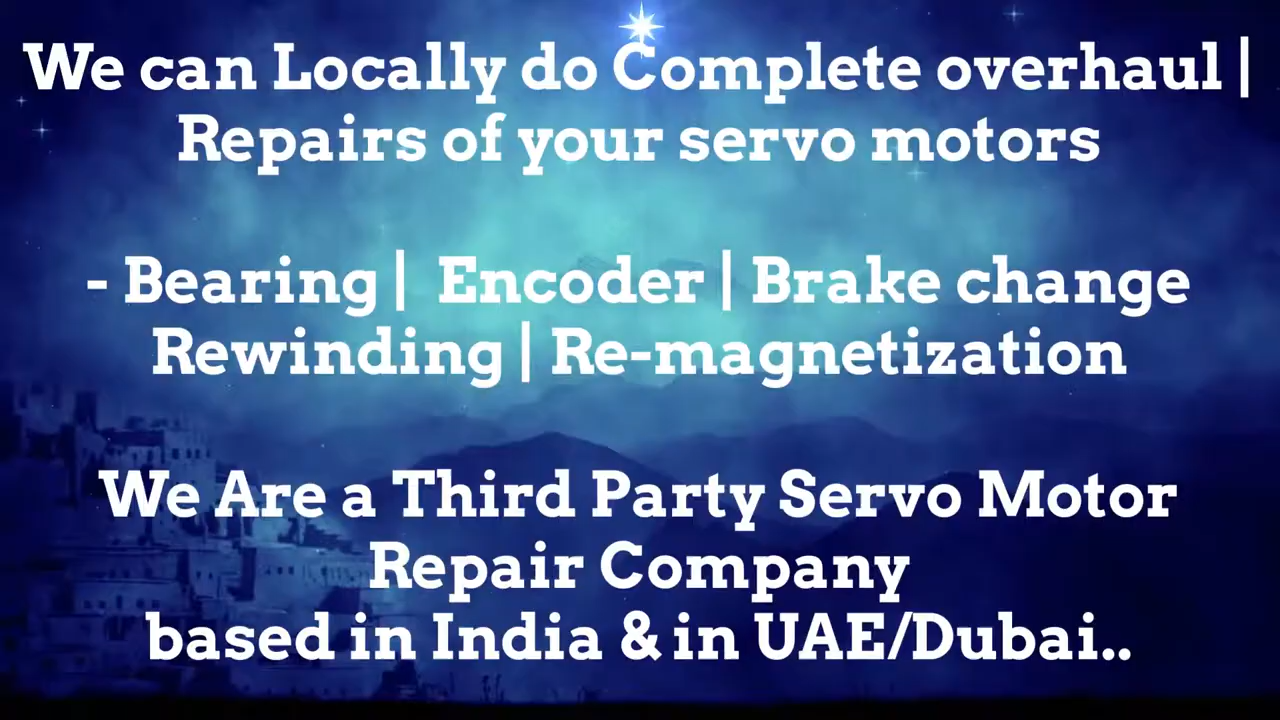 We can Locally do Complete overhaul |
Repairs of your servo motors
- Bearing | Encoder | Brake change
Rewinding | Re-magnetization
We Are a Third Party Servo Motor
Repair Company
based in India & in UAE/Dubai..